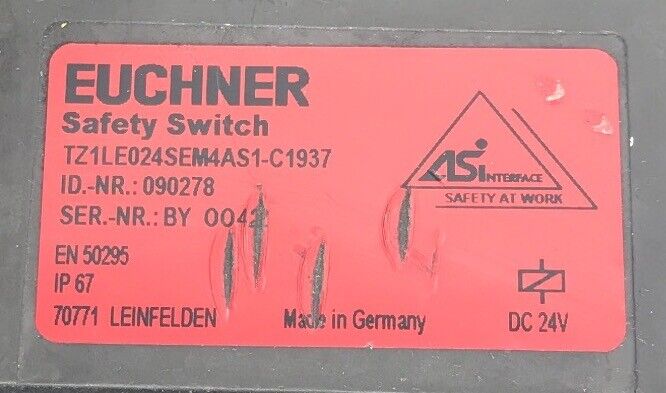 EUCHNER
Safety Switch
TZ1LE024SEM4AS1-C1937
ID.-NR.: 090278
SER.-NR.: BY 0042
EN 50295
IP 67
70771 LEINFELDEN
Made in Germany
ASi INTERFACE
SAFETY AT WORK
DC 24V